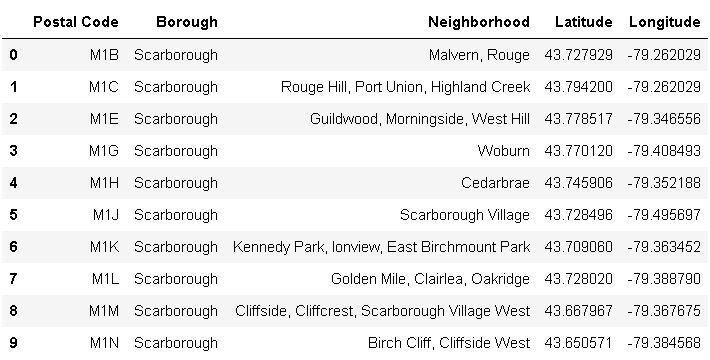 Postal Code Borough Neighborhood Latitude Longitude
0 M1B Scarborough Malvern, Rouge 43.727929 -79.262029
1 M1C Scarborough Rouge Hill, Port Union, Highland Creek 43.794200 -79.262029
2 M1E Scarborough Guildwood, Morningside, West Hill 43.778517 -79.346556
3 M1G Scarborough Woburn 43.770120 -79.408493
4 M1H Scarborough Cedarbrae 43.745906 -79.352188
5 M1J Scarborough Scarborough Village 43.728496 -79.495697
6 M1K Scarborough Kennedy Park, Ionview, East Birchmount Park 43.709060 -79.363452
7 M1L Scarborough Golden Mile, Clairlea, Oakridge 43.728020 -79.388790
8 M1M Scarborough Cliffside, Cliffcrest, Scarborough Village West 43.667967 -79.367675
9 M1N Scarborough Birch Cliff, Cliffside West 43.650571 -79.384568